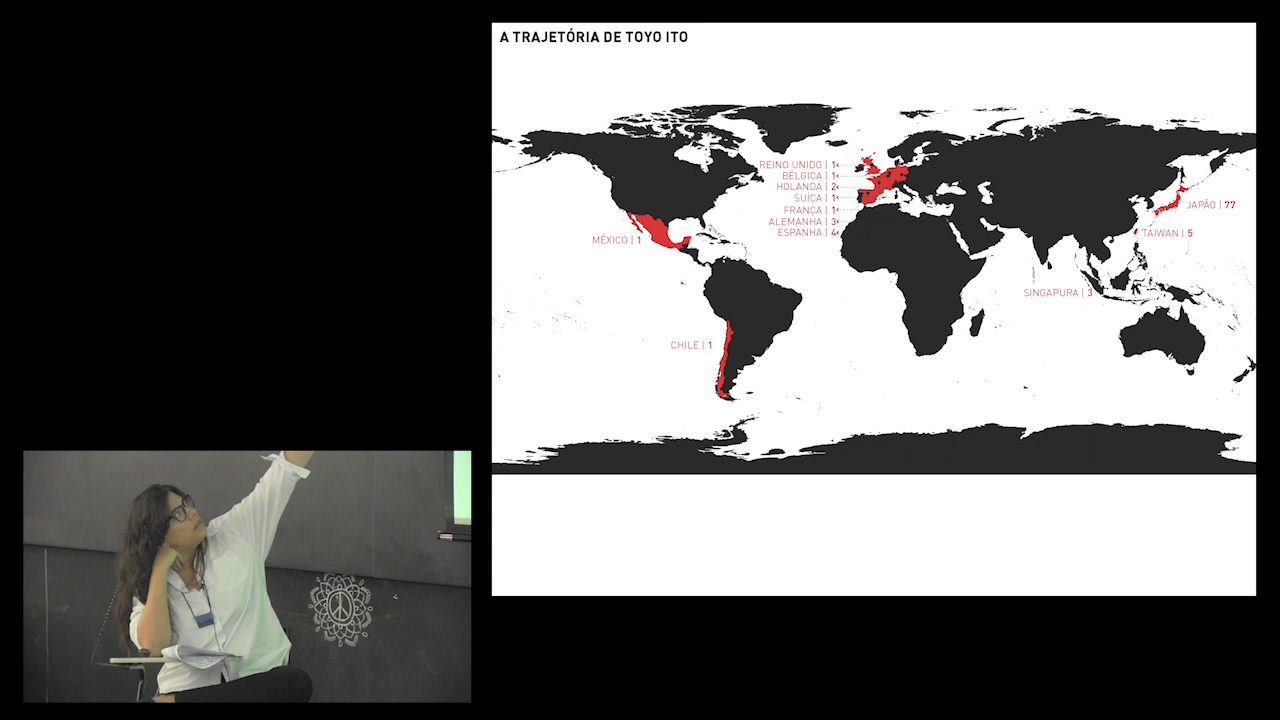 A TRAJETÓRIA DE TOYO ITO
REINO UNIDO | 1
BÉLGICA | 1
HOLANDA | 2
SUÍÇA | 1
FRANÇA | 1
ALEMANHA | 3
ESPANHA | 4
JAPÃO | 77
TAIWAN | 5
MÉXICO | 1
SINGAPURA | 3
CHILE | 1